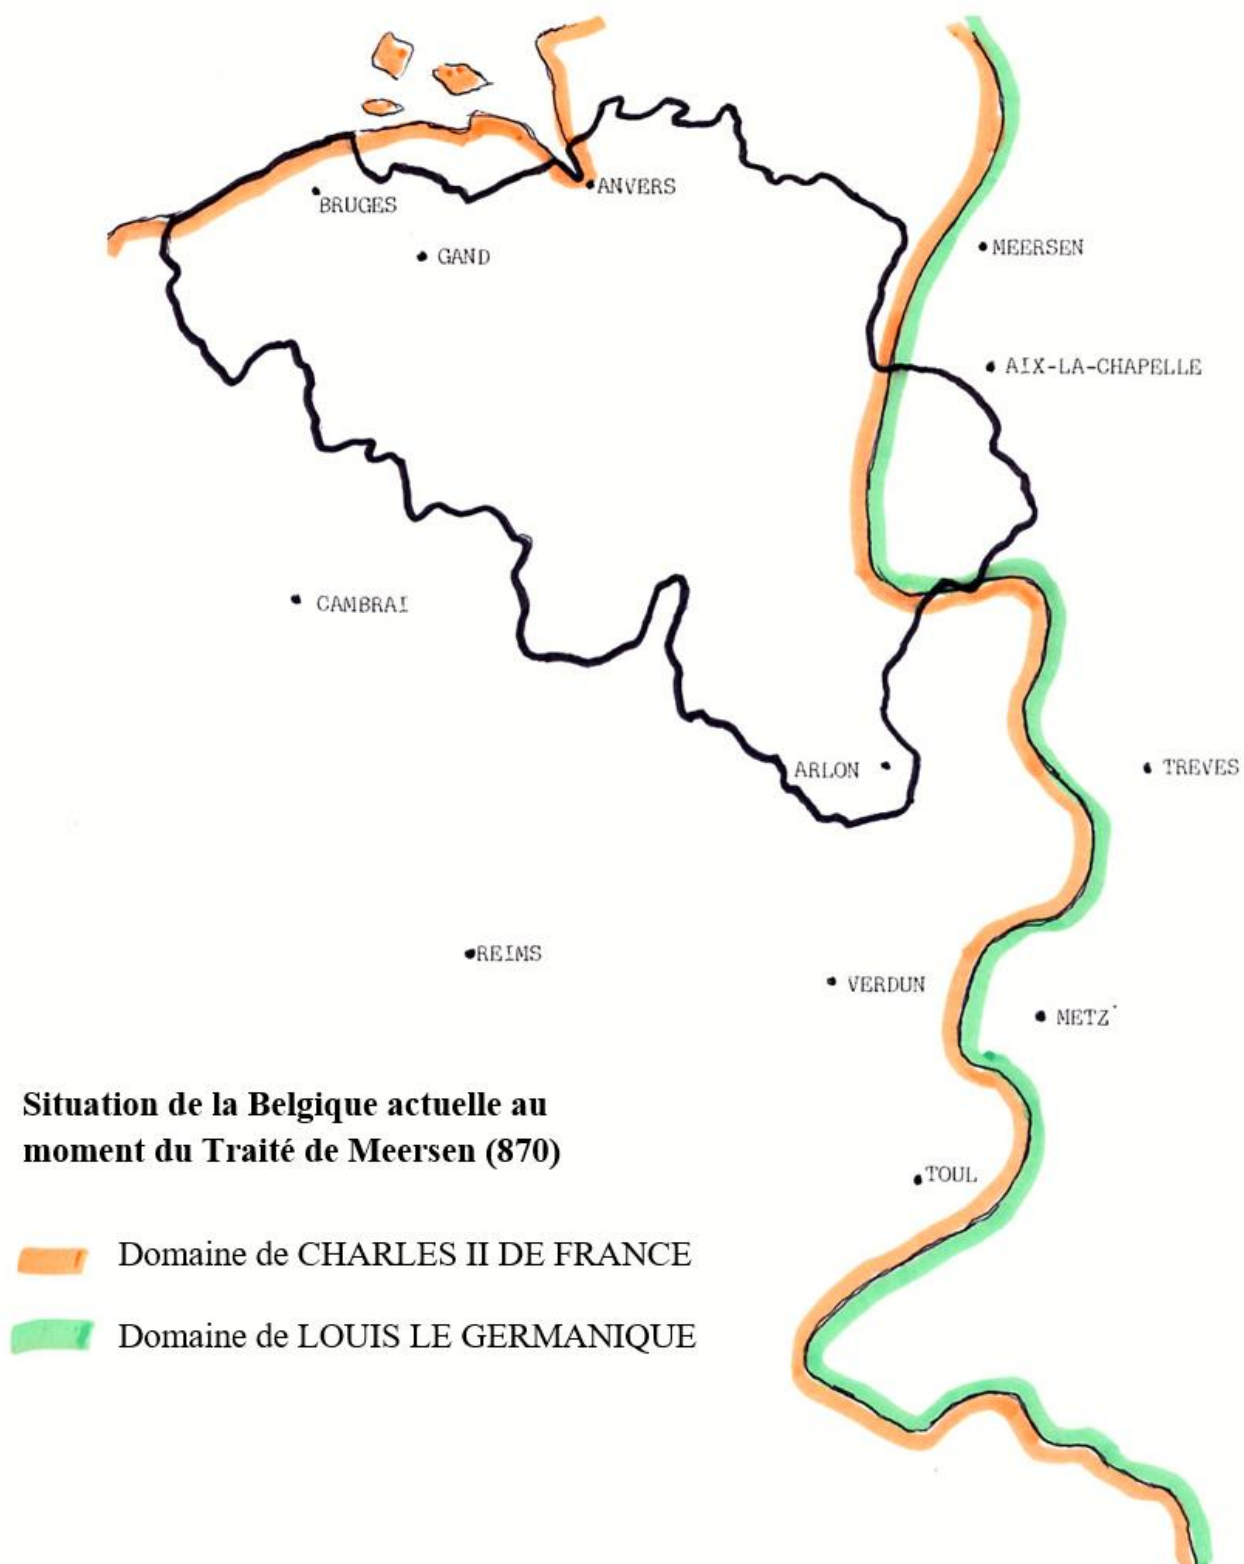 ANVERS
BRUGES
GAND
MEERSEN
AIX-LA-CHAPELLE
CAMBRAI
ARLON
TREVES
REIMS
VERDUN
METZ
Situation de la Belgique actuelle au
moment du Traité de Meersen (870)
TOUL
Domaine de CHARLES II DE FRANCE
Domaine de LOUIS LE GERMANIQUE